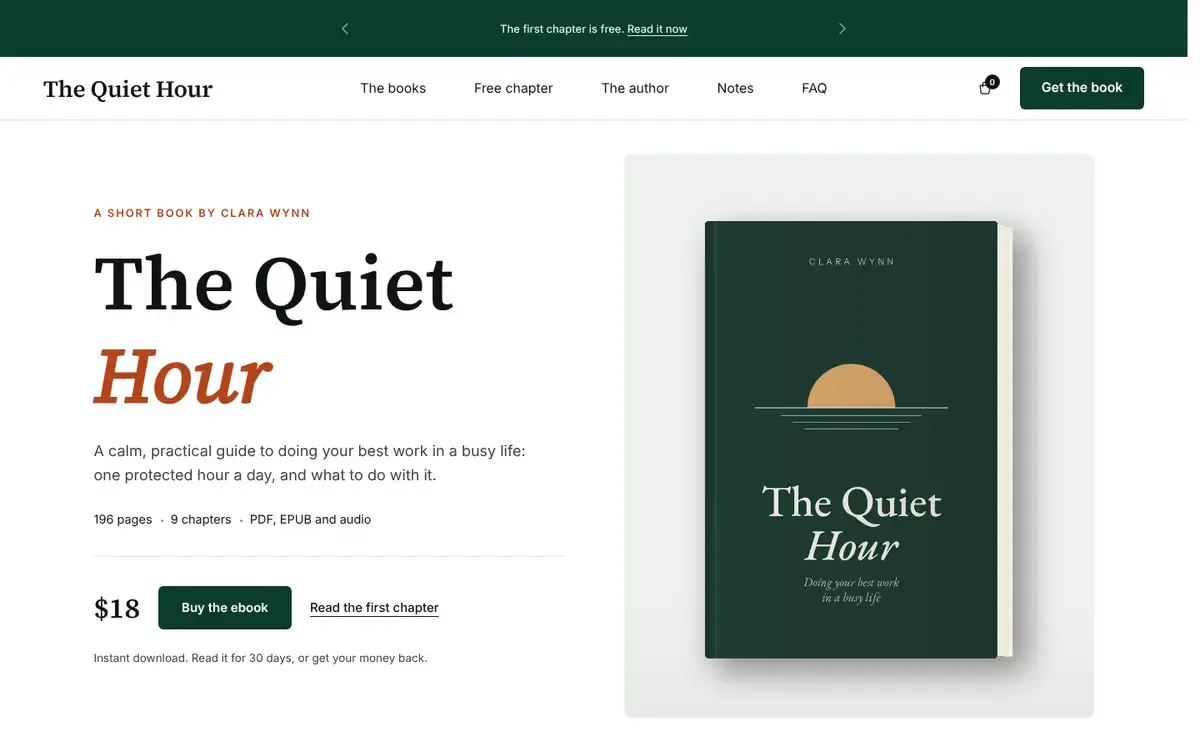 The first chapter is free. Read it now
The Quiet Hour
The books
Free chapter
The author
Notes
FAQ
0
Get the book
A SHORT BOOK BY CLARA WYNN
The Quiet
Hour
A calm, practical guide to doing your best work in a busy life:
one protected hour a day, and what to do with it.
196 pages · 9 chapters · PDF, EPUB and audio
$18
Buy the ebook
Read the first chapter
Instant download. Read it for 30 days, or get your money back.
CLARA WYNN
The Quiet
Hour
Doing your best work
in a busy life